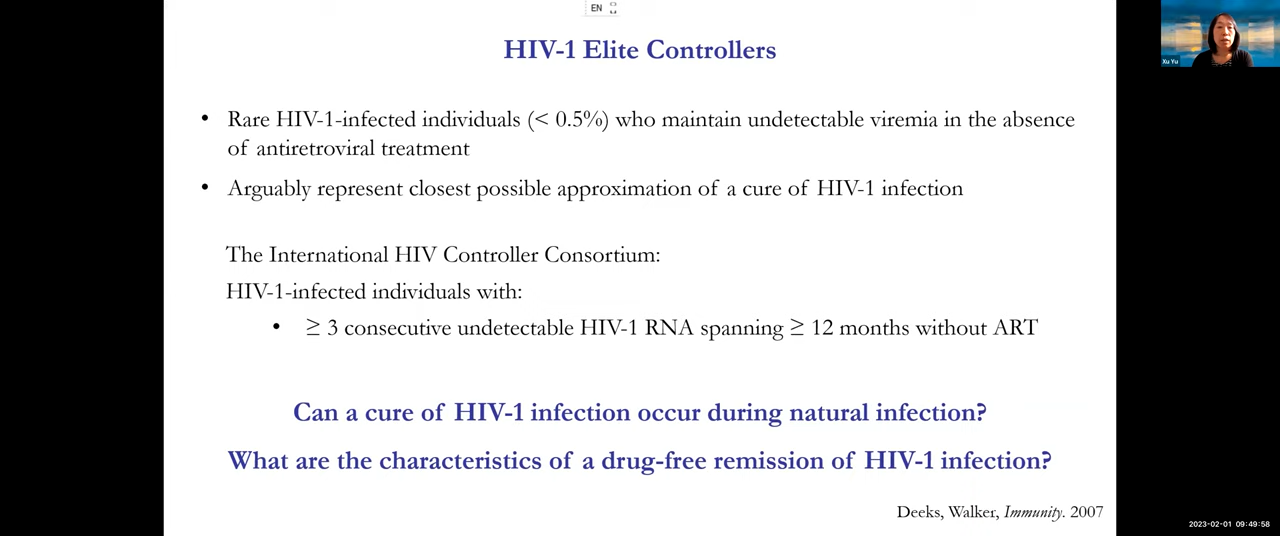 EN
HIV-1 Elite Controllers
• Rare HIV-1-infected individuals (< 0.5%) who maintain undetectable viremia in the absence
of antiretroviral treatment
• Arguably represent closest possible approximation of a cure of HIV-1 infection
The International HIV Controller Consortium:
HIV-1-infected individuals with:
• ≥ 3 consecutive undetectable HIV-1 RNA spanning ≥ 12 months without ART
Can a cure of HIV-1 infection occur during natural infection?
What are the characteristics of a drug-free remission of HIV-1 infection?
Deeks, Walker, Immunity. 2007
Xu Yu
2023-02-01 09:49:58